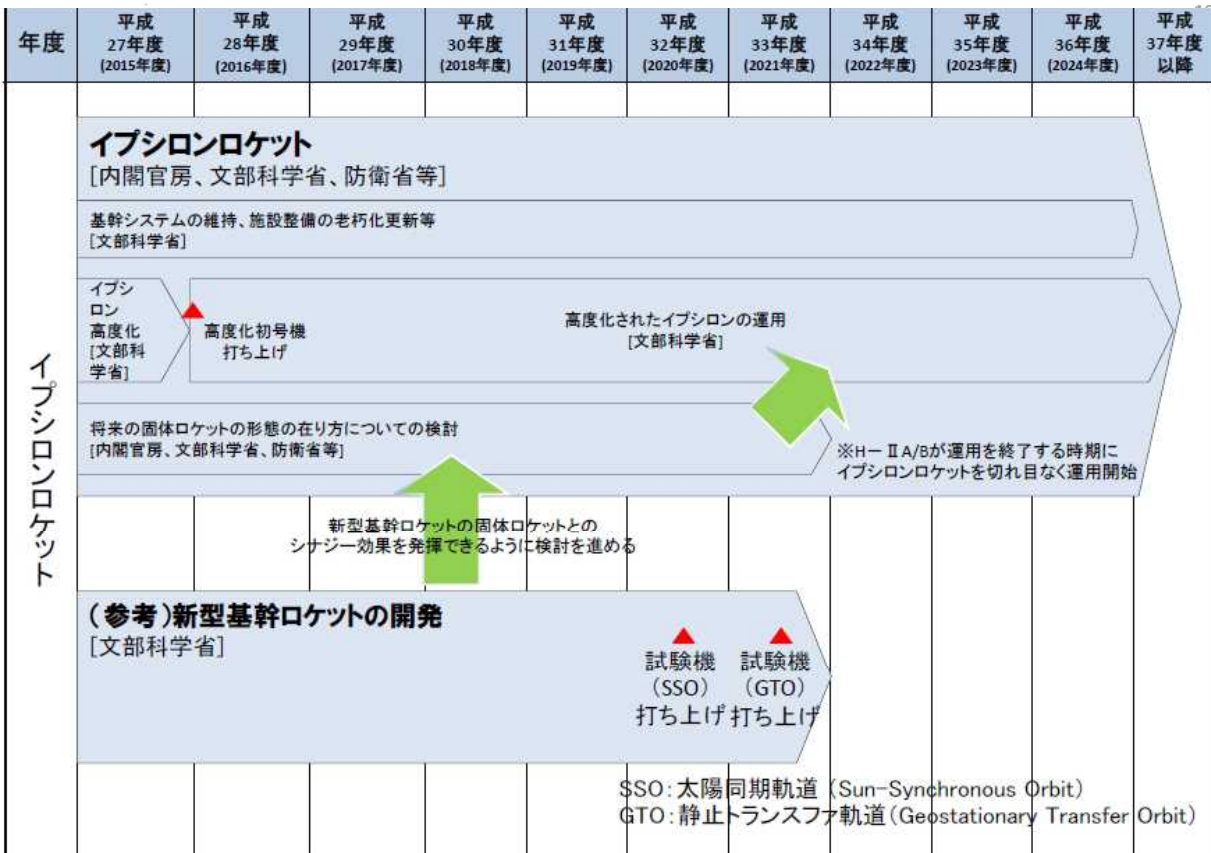 年度
平成
27年度
(2015年度)
平成
28年度
(2016年度)
平成
29年度
(2017年度)
平成
30年度
(2018年度)
平成
31年度
(2019年度)
平成
32年度
(2020年度)
平成
33年度
(2021年度)
平成
34年度
(2022年度)
平成
35年度
(2023年度)
平成
36年度
(2024年度)
平成
37年度
以降
イプシロンロケット
イプシロンロケット
[内閣官房、文部科学省、防衛省等]
基幹システムの維持、施設整備の老朽化更新等
[文部科学省]
イプシ
ロン
高度化
[文部科
学省]
高度化初号機
打ち上げ
高度化されたイプシロンの運用
[文部科学省]
将来の固体ロケットの形態の在り方についての検討
[内閣官房、文部科学省、防衛省等]
※H－ⅡA/Bが運用を終了する時期に
イプシロンロケットを切れ目なく運用開始
新型基幹ロケットの固体ロケットとの
シナジー効果を発揮できるように検討を進める
(参考)新型基幹ロケットの開発
[文部科学省]
試験機
(SSO)
打ち上げ
試験機
(GTO)
打ち上げ
SSO:太陽同期軌道(Sun-Synchronous Orbit)
GTO:静止トランスファ軌道(Geostationary Transfer Orbit)